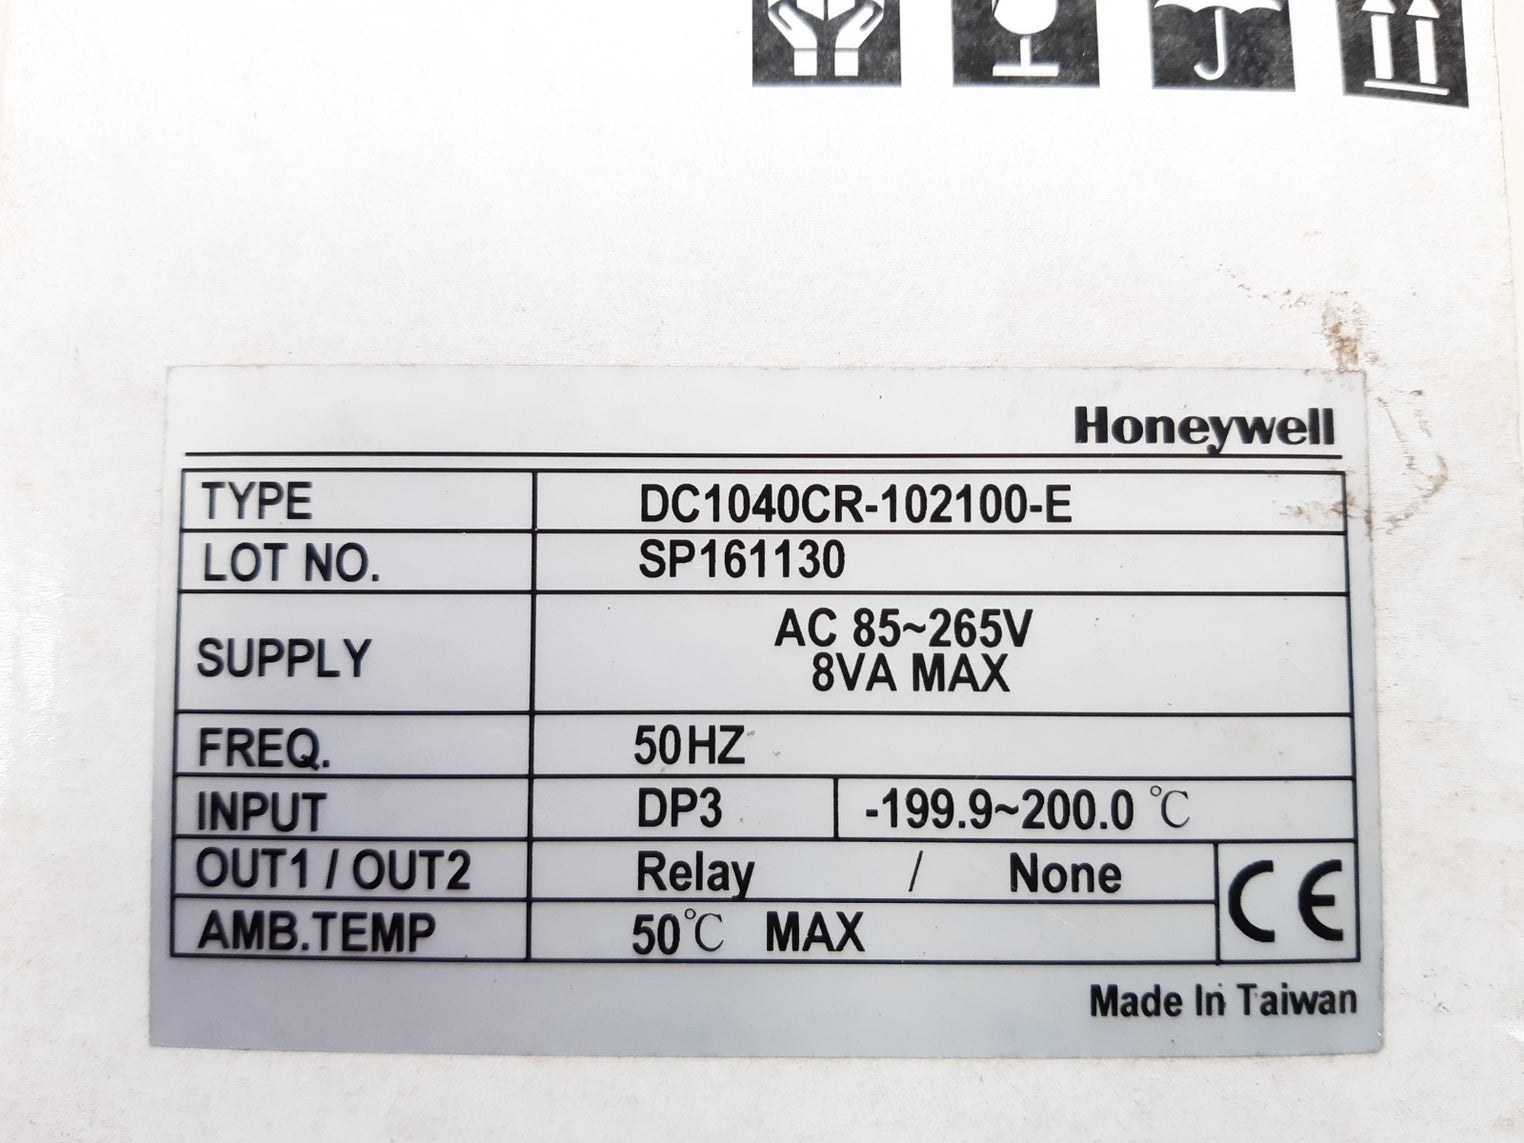 Honeywell
TYPE DC1040CR-102100-E
LOT NO. SP161130
SUPPLY AC 85~265V
8VA MAX
FREQ. 50HZ
INPUT DP3 -199.9~200.0 ℃
OUT1 / OUT2 Relay / None
AMB.TEMP 50℃ MAX
CE
Made In Taiwan